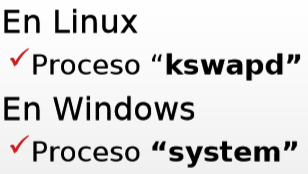 En Linux
✓Proceso “kswapd”
En Windows
✓Proceso “system”